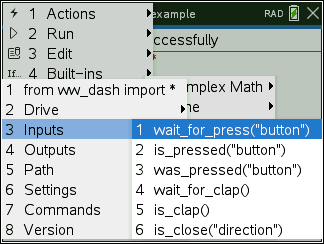 1 Actions
example
RAD
2 Run
ccessfully
3 Edit
If... 4 Built-ins
1 from ww_dash import *
mplex Math
2 Drive
ne
3 Inputs
4 Outputs
5 Path
6 Settings
7 Commands
8 Version
1 wait_for_press("button")
2 is_pressed("button")
3 was_pressed("button")
4 wait_for_clap()
5 is_clap()
6 is_close("direction")